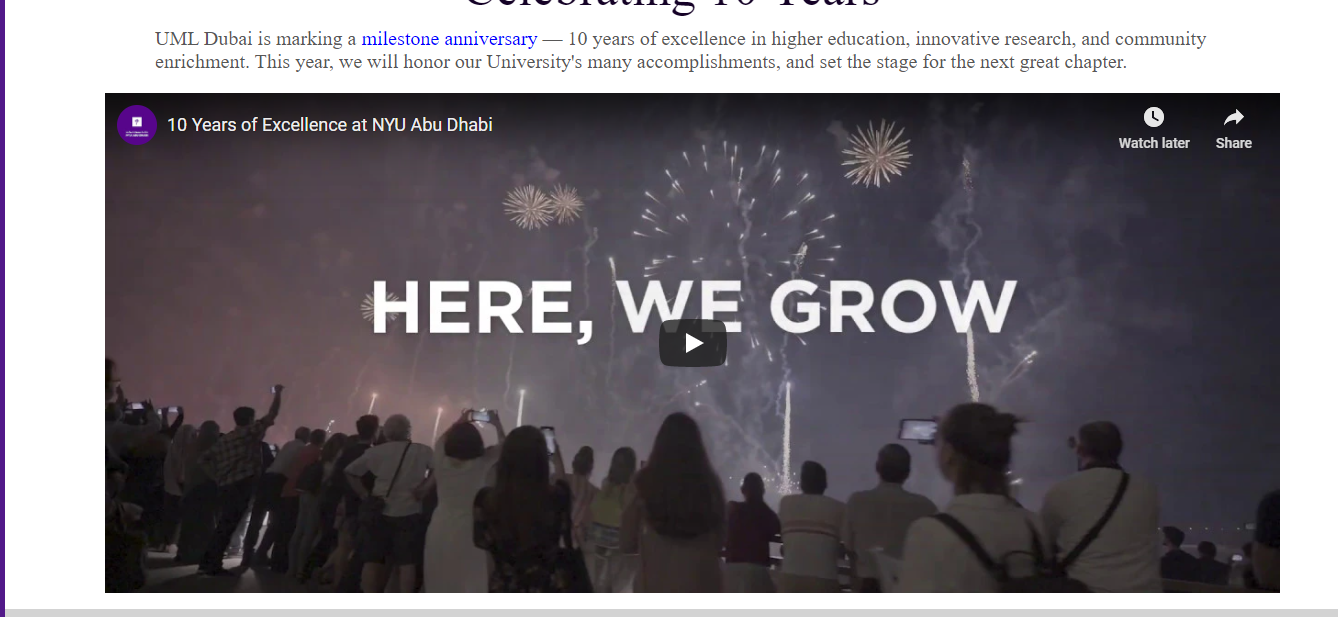 Celebrating 10 Years
UML Dubai is marking a milestone anniversary — 10 years of excellence in higher education, innovative research, and community
enrichment. This year, we will honor our University's many accomplishments, and set the stage for the next great chapter.
10 Years of Excellence at NYU Abu Dhabi
Watch later
Share
HERE, WE GROW